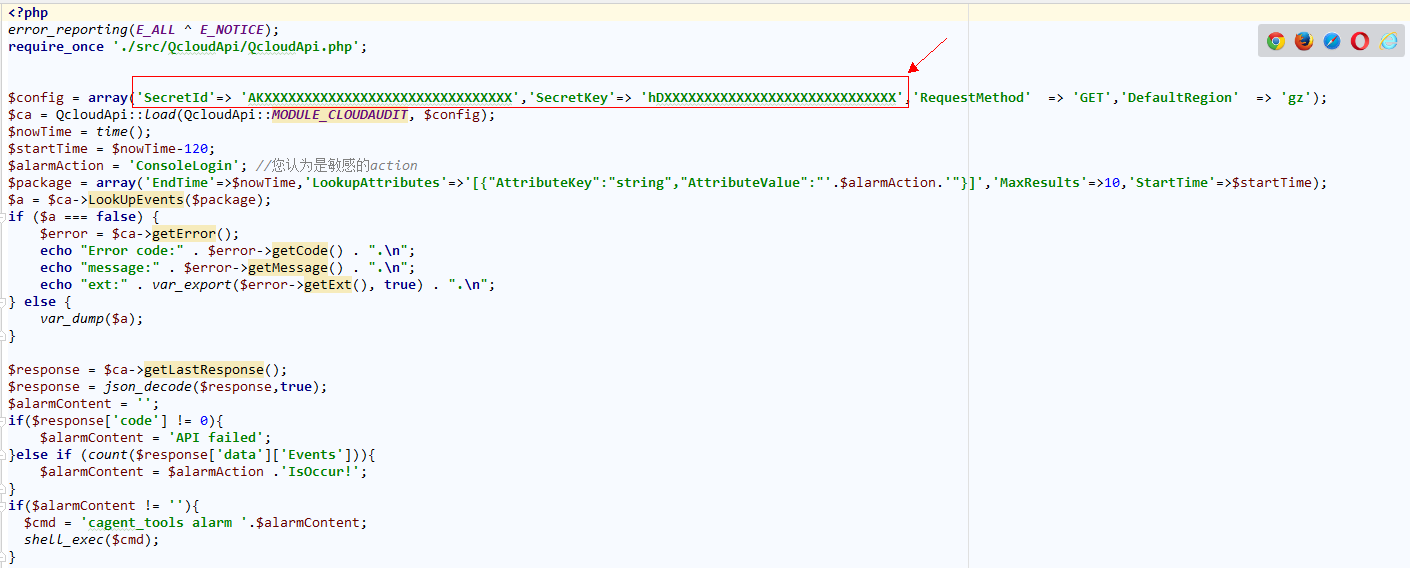 <?php
error_reporting(E_ALL ^ E_NOTICE);
require_once './src/QcloudApi/QcloudApi.php';
$config = array('SecretId'=> 'AKXXXXXXXXXXXXXXXXXXXXXXXXXXXXXXX','SecretKey'=> 'hDXXXXXXXXXXXXXXXXXXXXXXXXXXXXX','RequestMethod'  => 'GET','DefaultRegion'  => 'gz');
$ca = QcloudApi::load(QcloudApi::MODULE_CLOUDAUDIT, $config);
$nowTime = time();
$startTime = $nowTime-120;
$alarmAction = 'ConsoleLogin'; //您认为是敏感的action
$package = array('EndTime'=>$nowTime,'LookupAttributes'=>'[{"AttributeKey":"string","AttributeValue":"'.$alarmAction.'"}]','MaxResults'=>10,'StartTime'=>$startTime);
$a = $ca->LookUpEvents($package);
if ($a === false) {
    $error = $ca->getError();
    echo "Error code:" . $error->getCode() . ".\n";
    echo "message:" . $error->getMessage() . ".\n";
    echo "ext:" . var_export($error->getExt(), true) . ".\n";
} else {
    var_dump($a);
}
$response = $ca->getLastResponse();
$response = json_decode($response,true);
$alarmContent = '';
if($response['code'] != 0){
    $alarmContent = 'API failed';
}else if (count($response['data']['Events'])){
    $alarmContent = $alarmAction .'IsOccur!';
}
if($alarmContent != ''){
  $cmd = 'cagent_tools alarm '.$alarmContent;
  shell_exec($cmd);
}